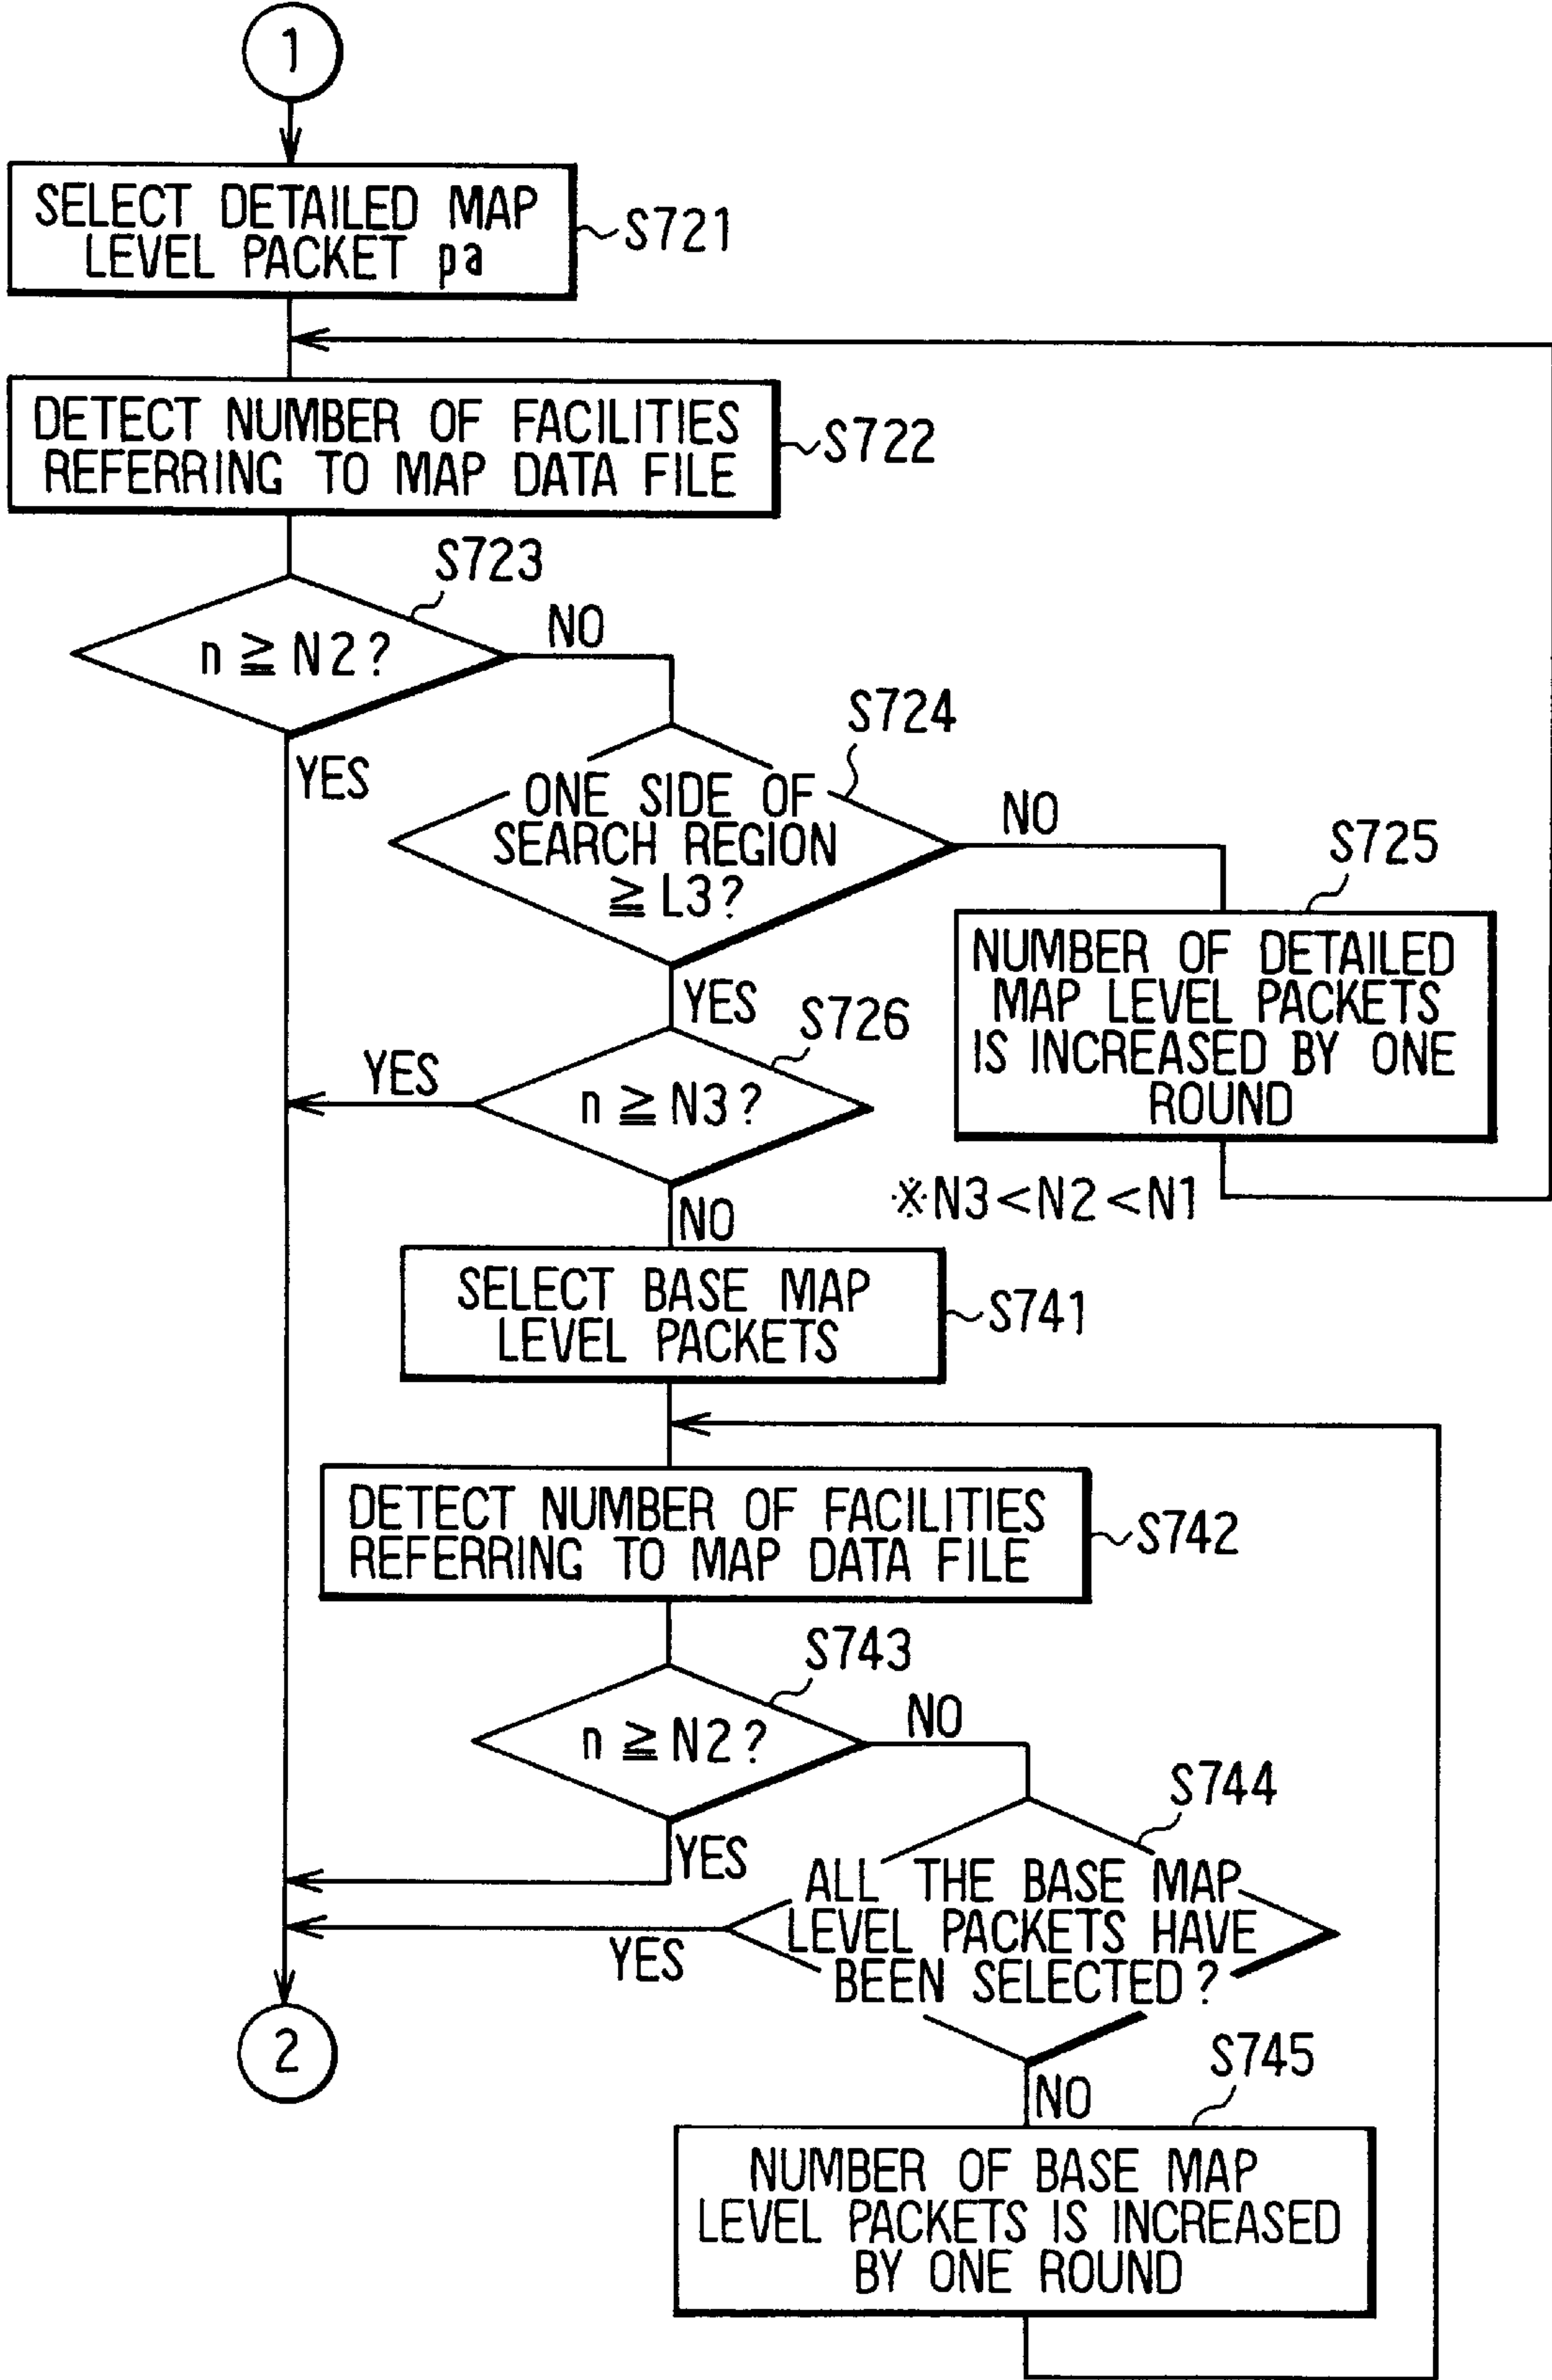 1
SELECT DETAILED MAP
LEVEL PACKET pa
S721
DETECT NUMBER OF FACILITIES
REFERRING TO MAP DATA FILE
S722
S723
n ≧ N2?
NO
YES
S724
ONE SIDE OF
SEARCH REGION
≧ L3?
NO
YES
S725
NUMBER OF DETAILED
MAP LEVEL PACKETS
IS INCREASED BY ONE
ROUND
S726
n ≧ N3?
YES
NO
※N3<N2<N1
SELECT BASE MAP
LEVEL PACKETS
S741
DETECT NUMBER OF FACILITIES
REFERRING TO MAP DATA FILE
S742
S743
n ≧ N2?
NO
YES
S744
ALL THE BASE MAP
LEVEL PACKETS HAVE
BEEN SELECTED?
YES
NO
2
S745
NUMBER OF BASE MAP
LEVEL PACKETS IS INCREASED
BY ONE ROUND